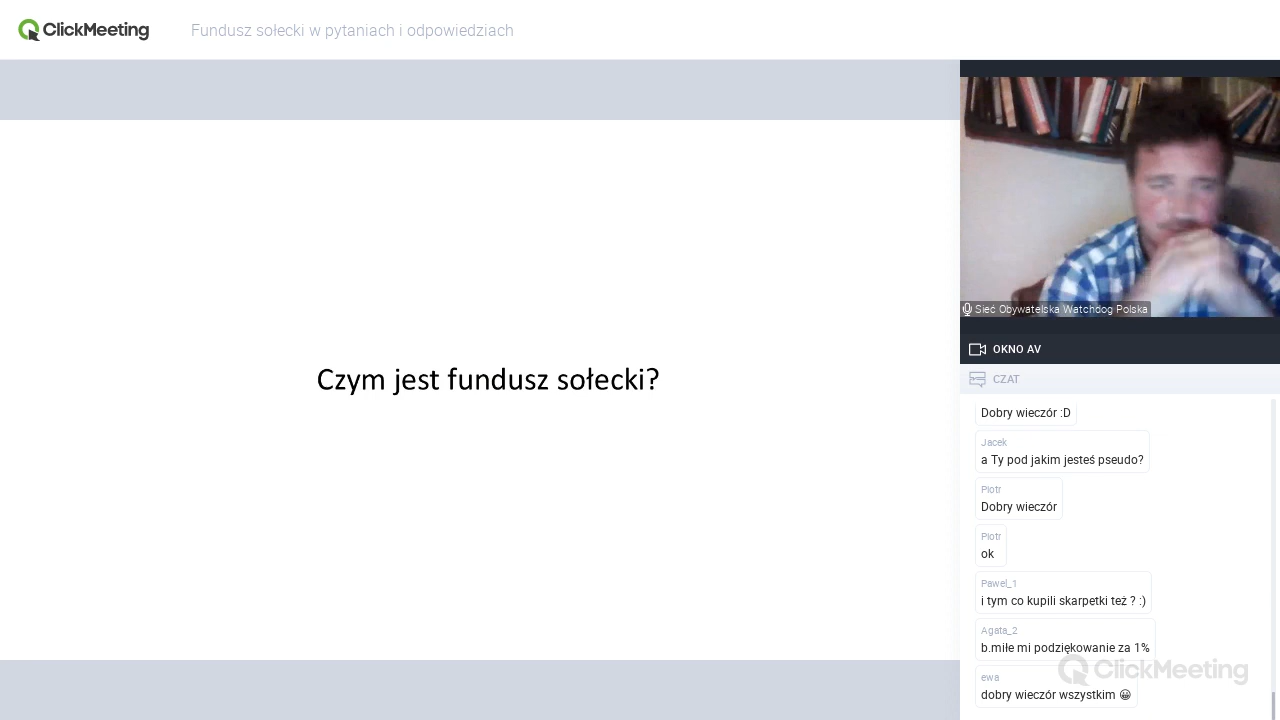 ClickMeeting
Fundusz sołecki w pytaniach i odpowiedziach
Czym jest fundusz sołecki?
Sieć Obywatelska Watchdog Polska
OKNO AV
CZAT
Dobry wieczór :D
Jacek
a Ty pod jakim jesteś pseudo?
Piotr
Dobry wieczór
Piotr
ok
Pawel_1
i tym co kupili skarpetki też ? :)
Agata_2
b.miłe mi podziękowanie za 1%
ClickMeeting
ewa
dobry wieczór wszystkim 😀